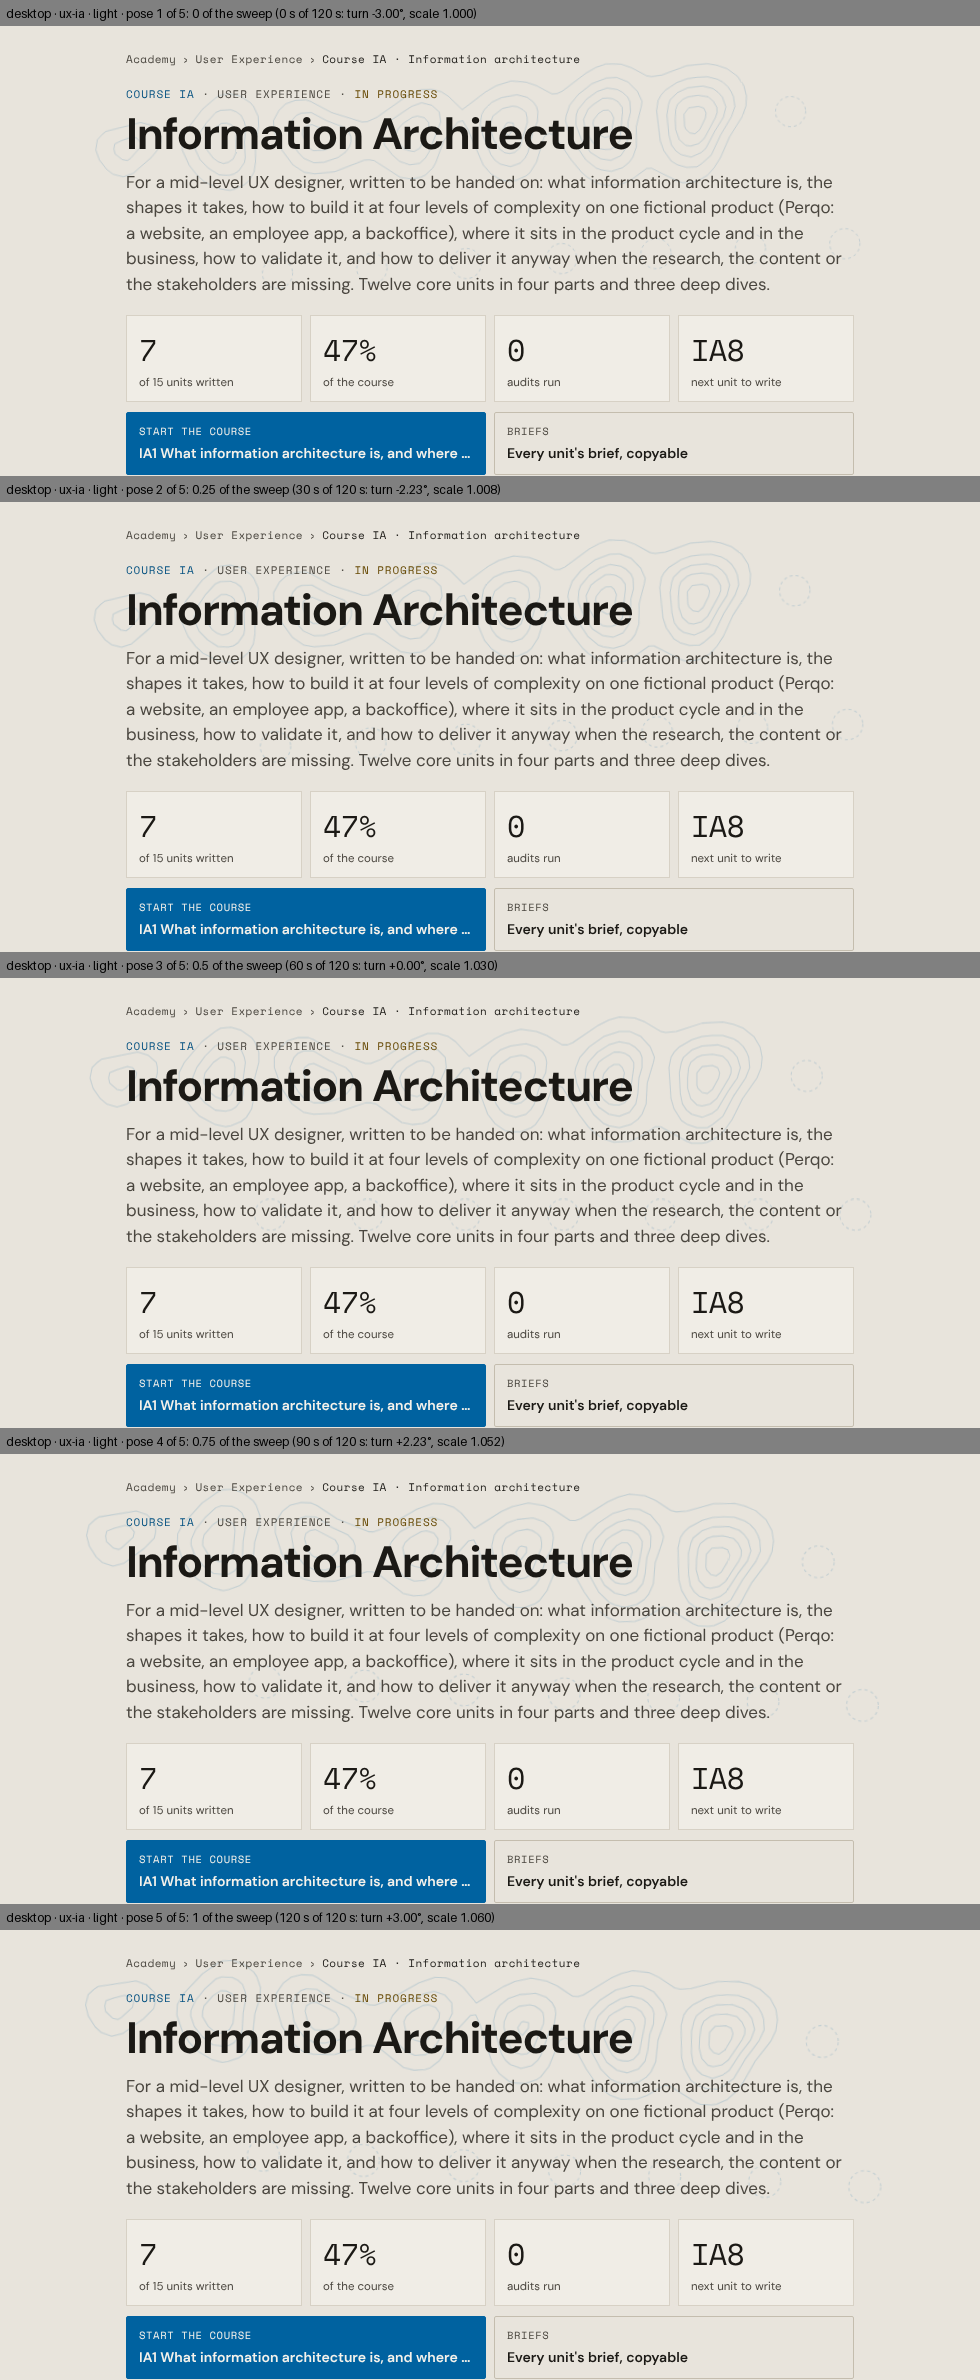 desktop · ux-ia · light · pose 1 of 5: 0 of the sweep (0 s of 120 s: turn -3.00°, scale 1.000)
Academy › User Experience › Course IA · Information architecture
COURSE IA · USER EXPERIENCE · IN PROGRESS
Information Architecture
For a mid-level UX designer, written to be handed on: what information architecture is, the
shapes it takes, how to build it at four levels of complexity on one fictional product (Perqo:
a website, an employee app, a backoffice), where it sits in the product cycle and in the
business, how to validate it, and how to deliver it anyway when the research, the content or
the stakeholders are missing. Twelve core units in four parts and three deep dives.
7 47% 0 IA8
of 15 units written of the course audits run next unit to write
START THE COURSE BRIEFS
IA1 What information architecture is, and where ... Every unit's brief, copyable
desktop · ux-ia · light · pose 2 of 5: 0.25 of the sweep (30 s of 120 s: turn -2.23°, scale 1.008)
Academy › User Experience › Course IA · Information architecture
COURSE IA · USER EXPERIENCE · IN PROGRESS
Information Architecture
For a mid-level UX designer, written to be handed on: what information architecture is, the
shapes it takes, how to build it at four levels of complexity on one fictional product (Perqo:
a website, an employee app, a backoffice), where it sits in the product cycle and in the
business, how to validate it, and how to deliver it anyway when the research, the content or
the stakeholders are missing. Twelve core units in four parts and three deep dives.
7 47% 0 IA8
of 15 units written of the course audits run next unit to write
START THE COURSE BRIEFS
IA1 What information architecture is, and where ... Every unit's brief, copyable
desktop · ux-ia · light · pose 3 of 5: 0.5 of the sweep (60 s of 120 s: turn +0.00°, scale 1.030)
Academy › User Experience › Course IA · Information architecture
COURSE IA · USER EXPERIENCE · IN PROGRESS
Information Architecture
For a mid-level UX designer, written to be handed on: what information architecture is, the
shapes it takes, how to build it at four levels of complexity on one fictional product (Perqo:
a website, an employee app, a backoffice), where it sits in the product cycle and in the
business, how to validate it, and how to deliver it anyway when the research, the content or
the stakeholders are missing. Twelve core units in four parts and three deep dives.
7 47% 0 IA8
of 15 units written of the course audits run next unit to write
START THE COURSE BRIEFS
IA1 What information architecture is, and where ... Every unit's brief, copyable
desktop · ux-ia · light · pose 4 of 5: 0.75 of the sweep (90 s of 120 s: turn +2.23°, scale 1.052)
Academy › User Experience › Course IA · Information architecture
COURSE IA · USER EXPERIENCE · IN PROGRESS
Information Architecture
For a mid-level UX designer, written to be handed on: what information architecture is, the
shapes it takes, how to build it at four levels of complexity on one fictional product (Perqo:
a website, an employee app, a backoffice), where it sits in the product cycle and in the
business, how to validate it, and how to deliver it anyway when the research, the content or
the stakeholders are missing. Twelve core units in four parts and three deep dives.
7 47% 0 IA8
of 15 units written of the course audits run next unit to write
START THE COURSE BRIEFS
IA1 What information architecture is, and where ... Every unit's brief, copyable
desktop · ux-ia · light · pose 5 of 5: 1 of the sweep (120 s of 120 s: turn +3.00°, scale 1.060)
Academy › User Experience › Course IA · Information architecture
COURSE IA · USER EXPERIENCE · IN PROGRESS
Information Architecture
For a mid-level UX designer, written to be handed on: what information architecture is, the
shapes it takes, how to build it at four levels of complexity on one fictional product (Perqo:
a website, an employee app, a backoffice), where it sits in the product cycle and in the
business, how to validate it, and how to deliver it anyway when the research, the content or
the stakeholders are missing. Twelve core units in four parts and three deep dives.
7 47% 0 IA8
of 15 units written of the course audits run next unit to write
START THE COURSE BRIEFS
IA1 What information architecture is, and where ... Every unit's brief, copyable